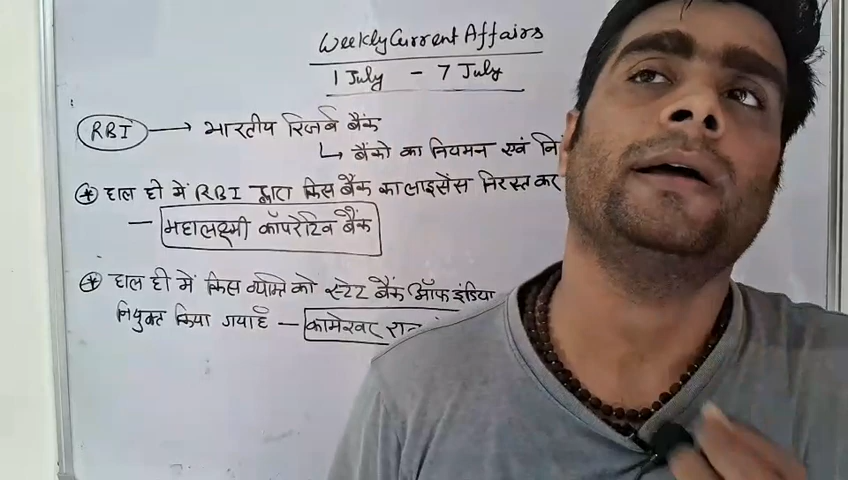 Weekly Current Affairs
1 July - 7 July
RBI → भारतीय रिजर्व बैंक
↳ बैंको का नियमन एवं
* हाल ही में RBI द्वारा किस बैंक का लाइसेंस निरस्त कर
- महालक्ष्मी कॉपरेटिव बैंक
* हाल ही में किस व्यक्ति को स्टेट बैंक ऑफ इंडिया
नियुक्त किया गया है -